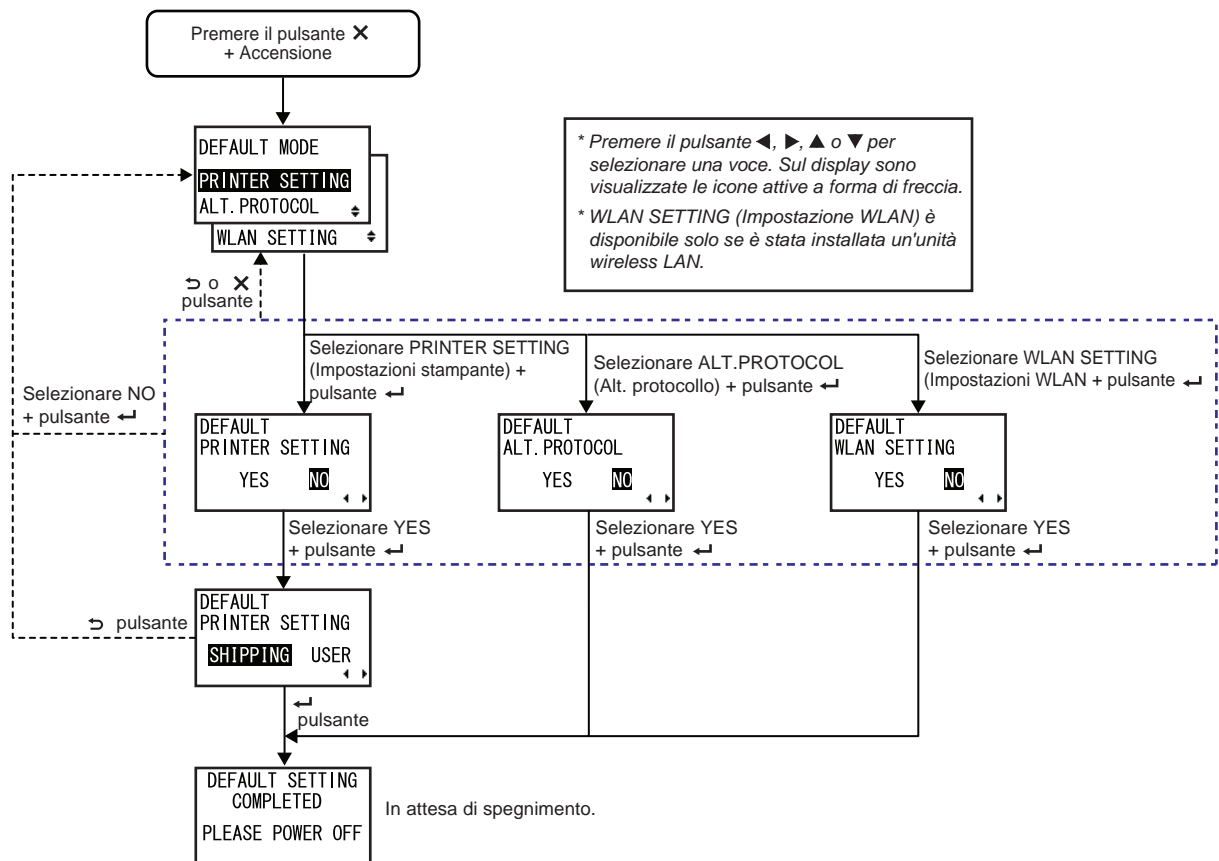 Premere il pulsante ✕
+ Accensione
DEFAULT MODE
PRINTER SETTING
ALT.PROTOCOL
WLAN SETTING
* Premere il pulsante ◀, ▶, ▲ o ▼ per
selezionare una voce. Sul display sono
visualizzate le icone attive a forma di freccia.
* WLAN SETTING (Impostazione WLAN) è
disponibile solo se è stata installata un'unità
wireless LAN.
⮌ o ✕
pulsante
Selezionare NO
+ pulsante ↵
Selezionare PRINTER SETTING
(Impostazioni stampante) +
pulsante ↵
Selezionare ALT.PROTOCOL
(Alt. protocollo) + pulsante ↵
Selezionare WLAN SETTING
(Impostazioni WLAN + pulsante ↵
DEFAULT
PRINTER SETTING
YES NO
DEFAULT
ALT.PROTOCOL
YES NO
DEFAULT
WLAN SETTING
YES NO
Selezionare YES
+ pulsante ↵
Selezionare YES
+ pulsante ↵
Selezionare YES
+ pulsante ↵
⮌ pulsante
DEFAULT
PRINTER SETTING
SHIPPING USER
↵
pulsante
DEFAULT SETTING
COMPLETED
PLEASE POWER OFF
In attesa di spegnimento.